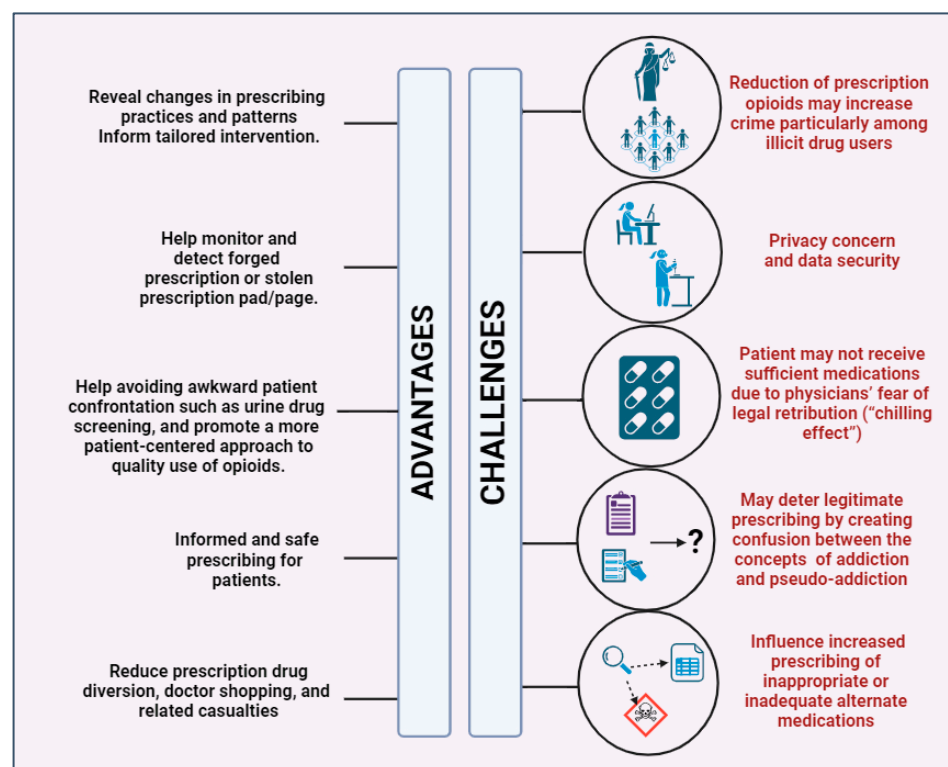 Reveal changes in prescribing
practices and patterns
Inform tailored intervention.
Help monitor and
detect forged
prescription or stolen
prescription pad/page.
Help avoiding awkward patient
confrontation such as urine drug
screening, and promote a more
patient-centered approach to
quality use of opioids.
Informed and safe
prescribing for
patients.
Reduce prescription drug
diversion, doctor shopping, and
related casualties
ADVANTAGES
CHALLENGES
Reduction of prescription
opioids may increase
crime particularly among
illicit drug users
Privacy concern
and data security
Patient may not receive
sufficient medications
due to physicians’ fear of
legal retribution (“chilling
effect”)
?
May deter legitimate
prescribing by creating
confusion between the
concepts of addiction
and pseudo-addiction
Influence increased
prescribing of
inappropriate or
inadequate alternate
medications